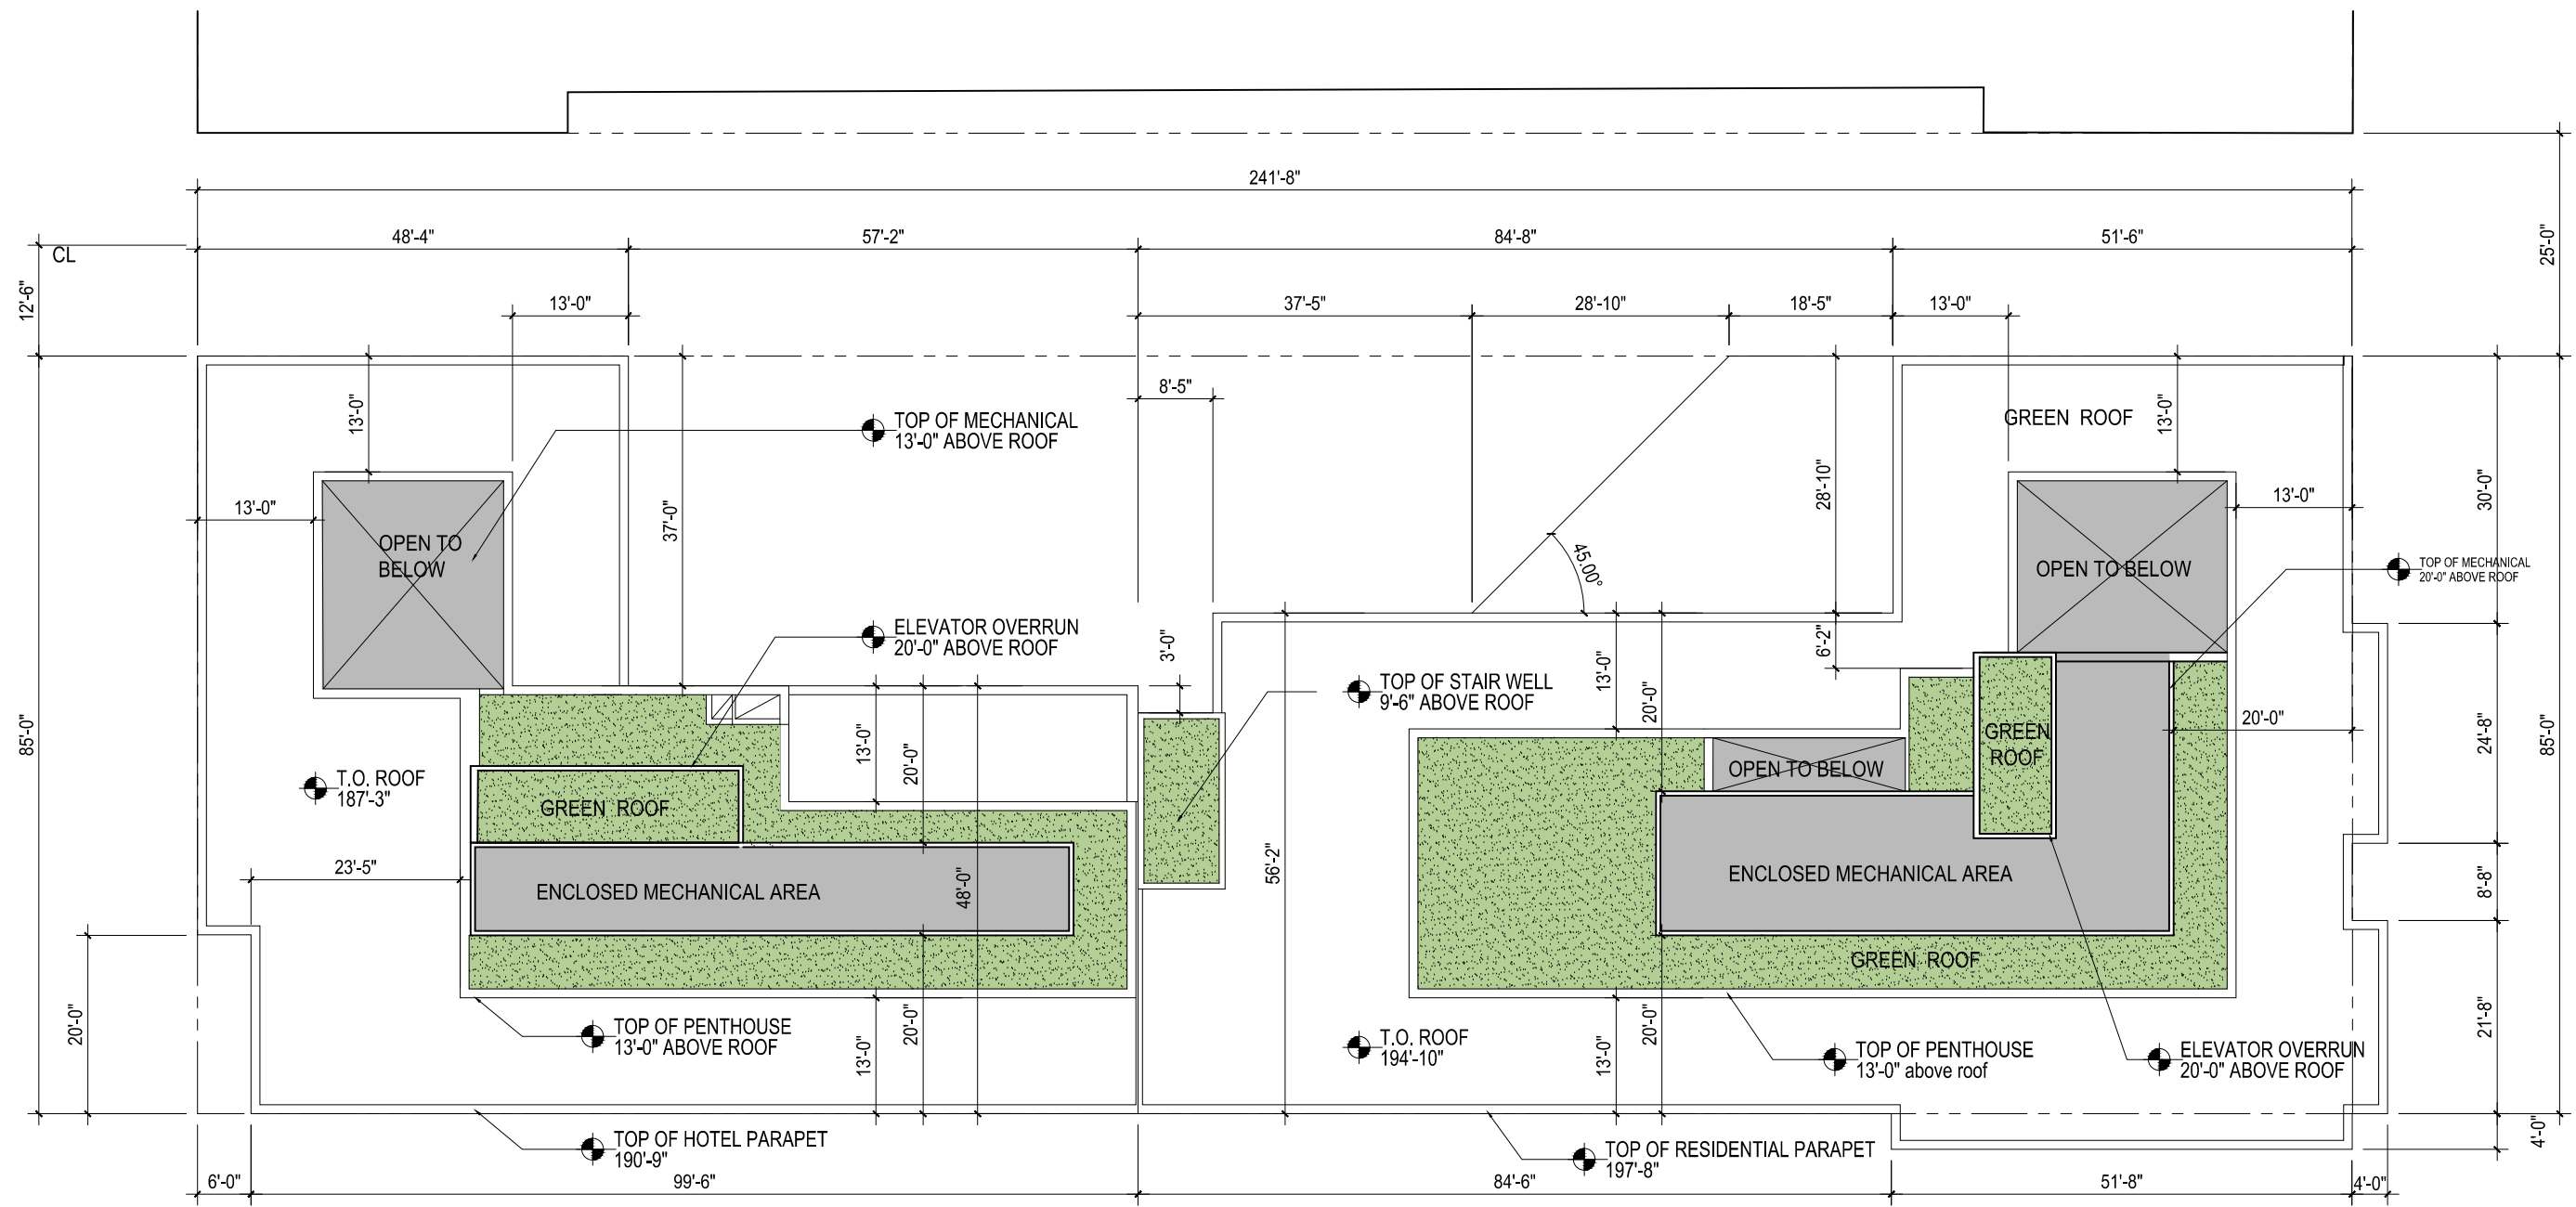 241'-8"
48'-4"
57'-2"
84'-8"
51'-6"
25'-0"
CL
12'-6"
13'-0"
37'-5"
28'-10"
18'-5"
13'-0"
8'-5"
13'-0"
TOP OF MECHANICAL
13'-0" ABOVE ROOF
GREEN ROOF
13'-0"
37'-0"
28'-10"
30'-0"
13'-0"
13'-0"
OPEN TO
BELOW
45.00°
OPEN TO BELOW
TOP OF MECHANICAL
20'-0" ABOVE ROOF
ELEVATOR OVERRUN
20'-0" ABOVE ROOF
3'-0"
6'-2"
13'-0"
TOP OF STAIR WELL
9'-6" ABOVE ROOF
20'-0"
85'-0"
13'-0"
20'-0"
GREEN
ROOF
20'-0"
24'-8"
85'-0"
T.O. ROOF
187'-3"
GREEN ROOF
OPEN TO BELOW
23'-5"
ENCLOSED MECHANICAL AREA
48'-0"
56'-2"
ENCLOSED MECHANICAL AREA
8'-8"
GREEN ROOF
20'-0"
TOP OF PENTHOUSE
13'-0" ABOVE ROOF
13'-0"
20'-0"
T.O. ROOF
194'-10"
13'-0"
20'-0"
TOP OF PENTHOUSE
13'-0" above roof
ELEVATOR OVERRUN
20'-0" ABOVE ROOF
21'-8"
TOP OF HOTEL PARAPET
190'-9"
TOP OF RESIDENTIAL PARAPET
197'-8"
4'-0"
6'-0"
99'-6"
84'-6"
51'-8"
4'-0"